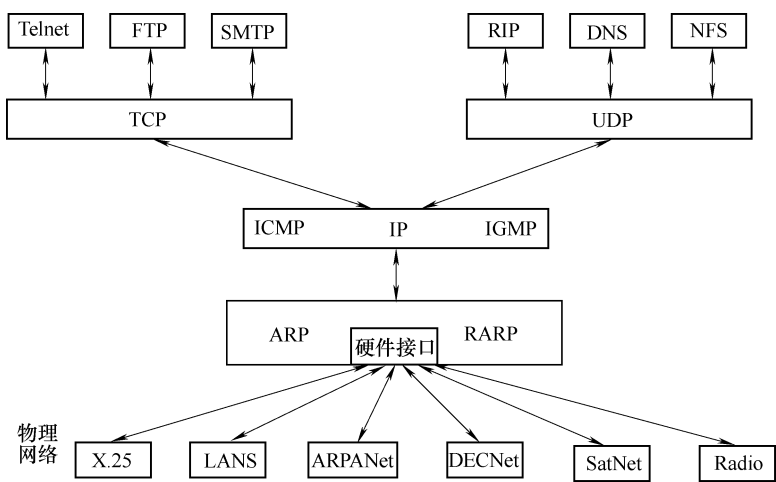 Telnet FTP SMTP RIP DNS NFS
TCP UDP
ICMP IP IGMP
ARP RARP
硬件接口
物理
网络
X.25 LANS ARPANet DECNet SatNet Radio